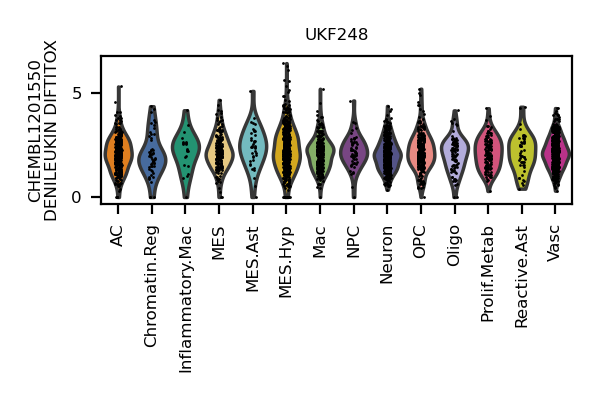 UKF248
CHEMBL1201550
DENILEUKIN DIFTITOX
5
0
AC
Chromatin.Reg
Inflammatory.Mac
MES
MES.Ast
MES.Hyp
Mac
NPC
Neuron
OPC
Oligo
Prolif.Metab
Reactive.Ast
Vasc